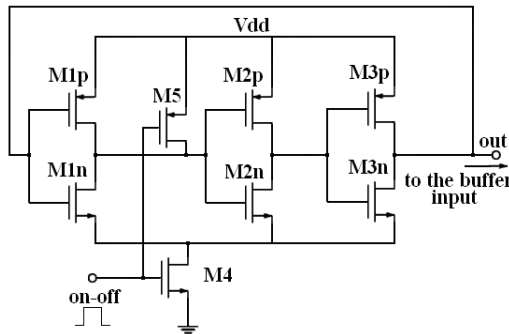 Vdd
M1p
M5
M2p
M3p
M1n
M2n
M3n
out
to the buffer
input
M4
on-off